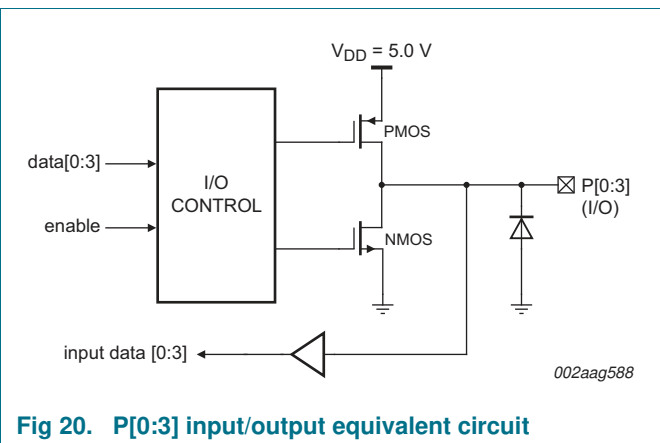 V_DD = 5.0 V
PMOS
data[0:3]
I/O
CONTROL
P[0:3]
(I/O)
enable
NMOS
input data [0:3]
002aag588
Fig 20. P[0:3] input/output equivalent circuit